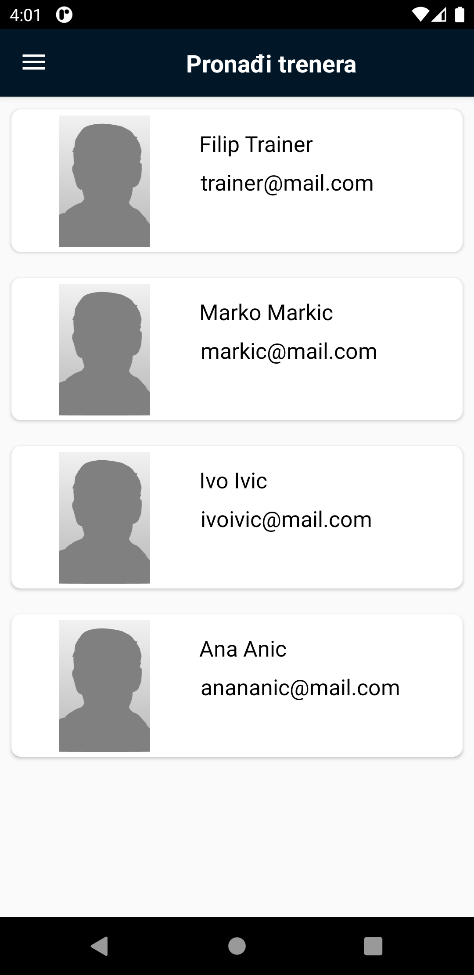 4:01
Pronađi trenera
Filip Trainer
trainer@mail.com
Marko Markic
markic@mail.com
Ivo Ivic
ivoivic@mail.com
Ana Anic
anananic@mail.com